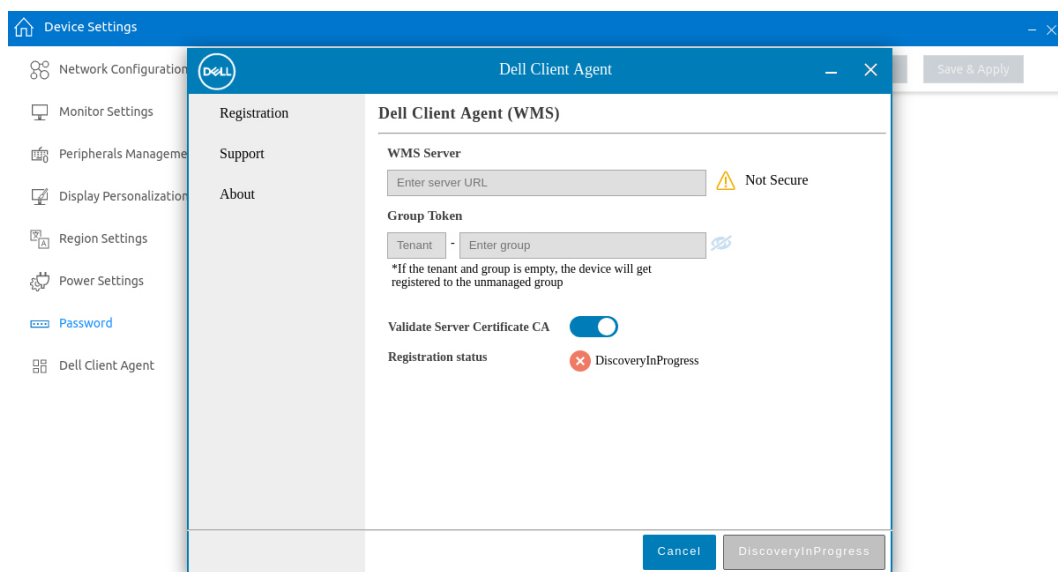 Device Settings
Network Configuration
Monitor Settings
Peripherals Manageme
Display Personalization
Region Settings
Power Settings
Password
Dell Client Agent
Save & Apply
DELL
Dell Client Agent
Registration
Support
About
Dell Client Agent (WMS)
WMS Server
Enter server URL
Not Secure
Group Token
Tenant - Enter group
*If the tenant and group is empty, the device will get
registered to the unmanaged group
Validate Server Certificate CA
Registration status
DiscoveryInProgress
Cancel
DiscoveryInProgress